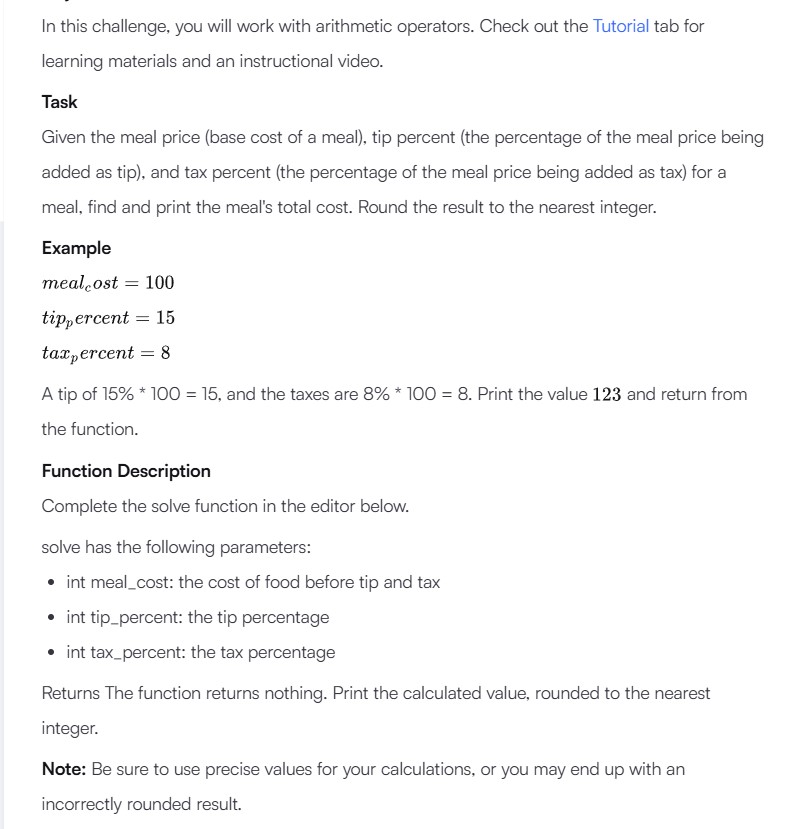 In this challenge, you will work with arithmetic operators. Check out the Tutorial tab for
learning materials and an instructional video.
Task
Given the meal price (base cost of a meal), tip percent (the percentage of the meal price being
added as tip), and tax percent (the percentage of the meal price being added as tax) for a
meal, find and print the meal's total cost. Round the result to the nearest integer.
Example
meal_cost = 100
tip_percent = 15
tax_percent = 8
A tip of 15% * 100 = 15, and the taxes are 8% * 100 = 8. Print the value 123 and return from
the function.
Function Description
Complete the solve function in the editor below.
solve has the following parameters:
• int meal_cost: the cost of food before tip and tax
• int tip_percent: the tip percentage
• int tax_percent: the tax percentage
Returns The function returns nothing. Print the calculated value, rounded to the nearest
integer.
Note: Be sure to use precise values for your calculations, or you may end up with an
incorrectly rounded result.